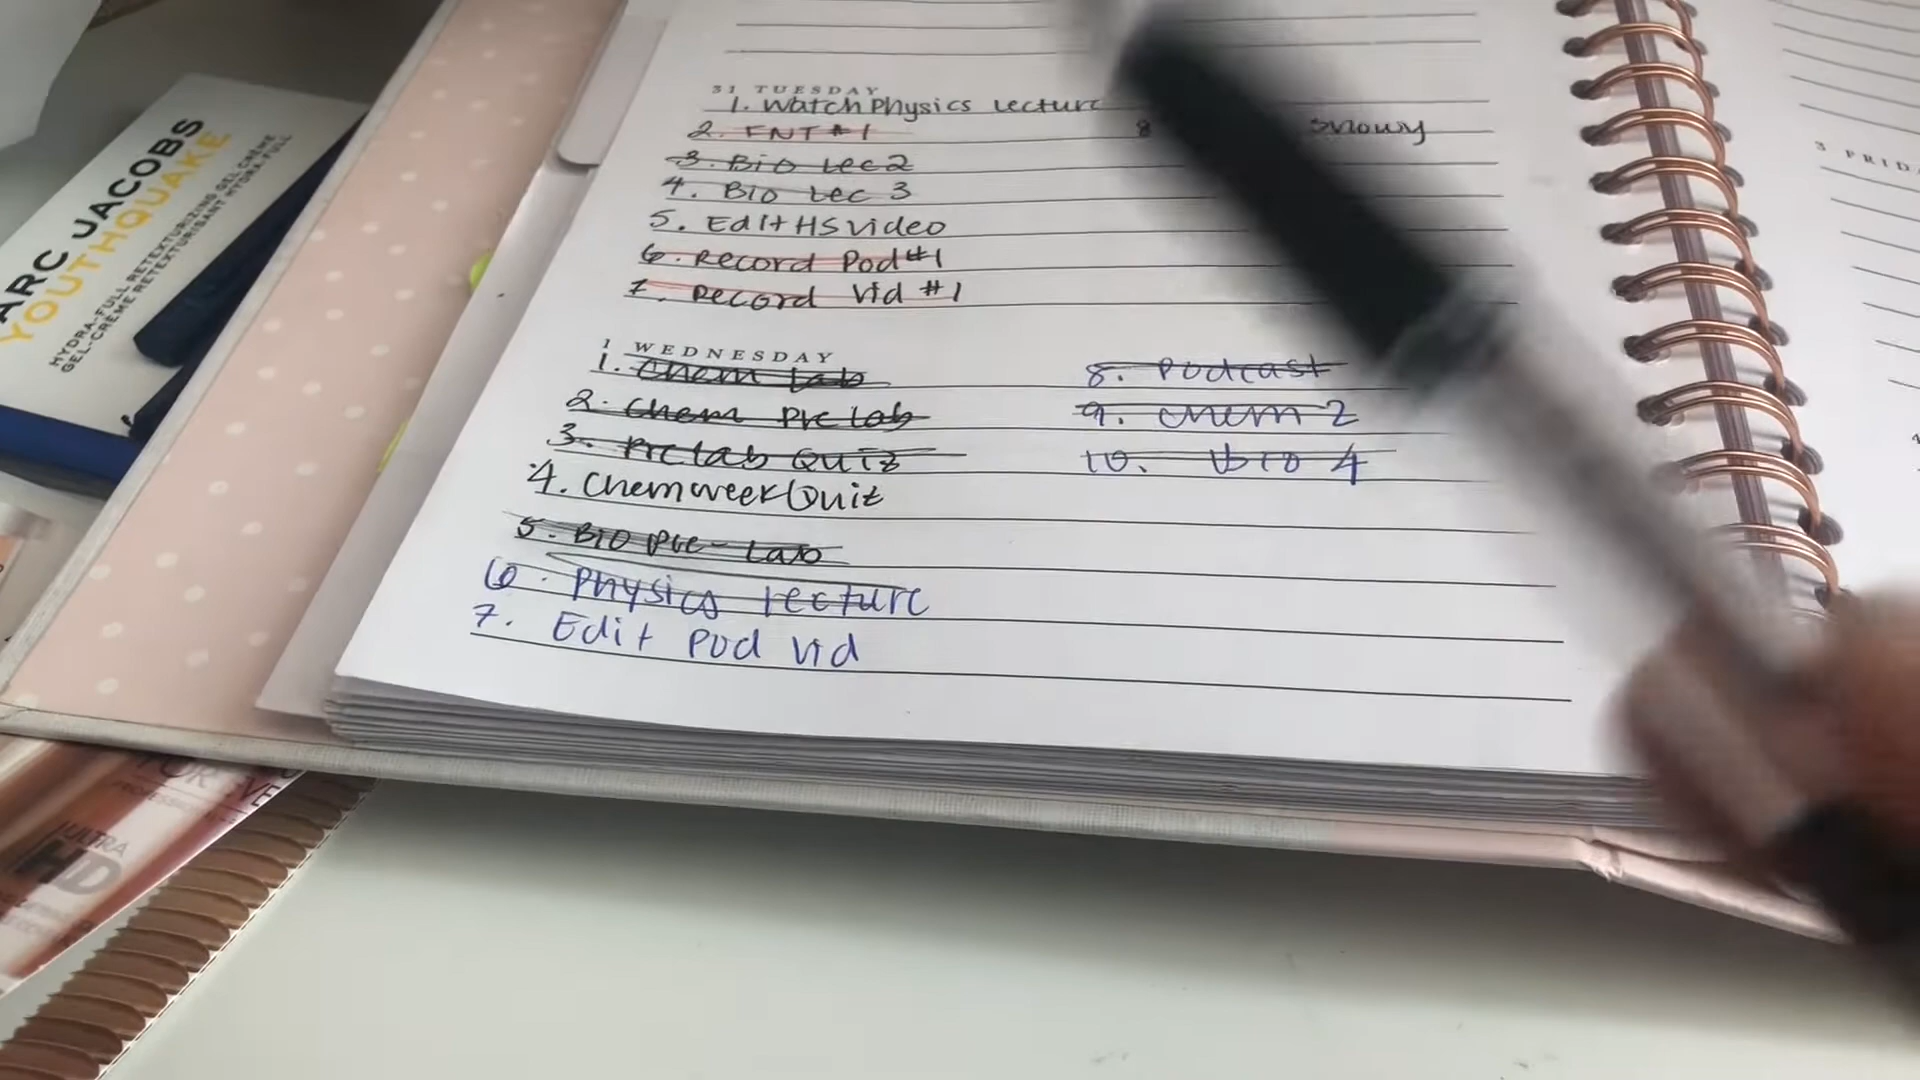 ARC JACOBS
YOUTHQUAKE
HYDRA-FULL RETEXTURIZING GEL-CRÈME
GEL-CRÈME RETEXTURISANT HYDRA-FULL
31 TUESDAY
1. Watch Physics Lecture
2. FNT #1
3. Bio Lec 2
4. Bio Lec 3
5. Edit HS video
6. Record Pod #1
7. Record Vid #1
8
Snowy
1 WEDNESDAY
1. Chem Lab
2. Chem Pre Lab
3. Prelab Quiz
4. Chem week Quiz
5. Bio Pre-Lab
6. Physics Lecture
7. Edit Pod Vid
8. Podcast
9. Chem 2
10. Bio 4
3 FRIDA
ULTRA
HD